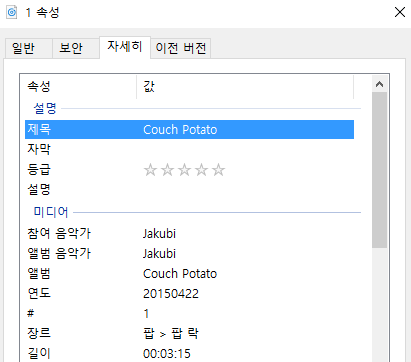 1 속성
일반 보안 자세히 이전 버전
속성 값
설명
제목 Couch Potato
자막
등급 ☆☆☆☆☆
설명
미디어
참여 음악가 Jakubi
앨범 음악가 Jakubi
앨범 Couch Potato
연도 20150422
# 1
장르 팝 > 팝 락
길이 00:03:15